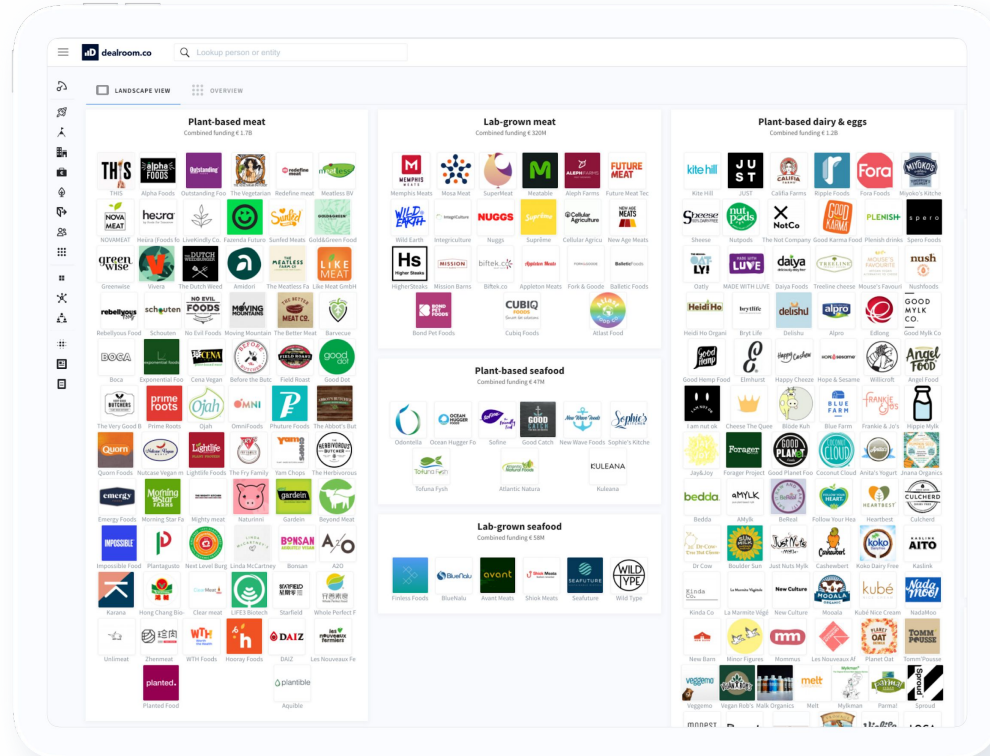 dealroom.co
Lookup person or entity
LANDSCAPE VIEW
OVERVIEW
Plant-based meat
Combined funding € 1.7B
THIS Alpha Foods Outstanding Foo The Vegetarian Redefine meat Meatless BV
NOVAMEAT Heura (Foods fo LiveKindly Co. Fazenda Futuro Sunfed Meats Gold&Green Food
Greenwise Vivera The Dutch Weed Amidori The Meatless Fa Like Meat GmbH
Rebellyous Food Schouten No Evil Foods Moving Mountain The Better Meat Barvecue
Boca Exponential Foo Cena Vegan Before the Butc Field Roast Good Dot
The Very Good B Prime Roots Ojah OmniFoods Phuture Foods The Abbot's But
Quorn Foods Nutcase Vegan m Lightlife Foods The Fry Family Yam Chops The Herbivorous
Emergy Foods Morning Star Fa Mighty meat Naturinni Gardein Beyond Meat
Impossible Food Plantagusto Next Level Burg Linda McCartney Bonsan A2O
Karana Hong Chang Bio- Clear meat LIFE3 Biotech Starfield Whole Perfect F
Unlimeat Zhenmeat WTH Foods Hooray Foods DAIZ Les Nouveaux Fe
Planted Food Aquible
Lab-grown meat
Combined funding € 320M
Memphis Meats Mosa Meat SuperMeat Meatable Aleph Farms Future Meat Tec
Wild Earth Integriculture Nuggs Suprême Cellular Agricu New Age Meats
HigherSteaks Mission Barns Biftek.co Appleton Meats Fork & Goode Balletic Foods
Bond Pet Foods Cubiq Foods Atlast Food
Plant-based seafood
Combined funding € 47M
Odontella Ocean Hugger Fo Sofine Good Catch New Wave Foods Sophie's Kitche
Tofuna Fysh Atlantic Natura Kuleana
Lab-grown seafood
Combined funding € 58M
Finless Foods BlueNalu Avant Meats Shiok Meats Seafuture Wild Type
Plant-based dairy & eggs
Combined funding € 1.2B
Kite Hill JUST Califia Farms Ripple Foods Fora Foods Miyoko's Kitche
Sheese Nutpods The Not Company Good Karma Food Plenish drinks Spero Foods
Oatly MADE WITH LUVE Daiya Foods Treeline cheese Mouse's Favouri Nushfoods
Heidi Ho Organi Bryt Life Delishu Alpro Edlong Good Mylk Co
Good Hemp Food Elmhurst Happy Cheeze Hope & Sesame Willicroft Angel Food
I am nut ok Cheese The Quee Blöde Kuh Blue Farm Frankie & Jo's Hippie Mylk
Jay&Joy Forager Project Good Planet Foo Coconut Cloud Anita's Yogurt Jnana Organics
Bedda AMylk BeReal Follow Your Hea Heartbest Culcherd
Dr Cow Boulder Sun Just Nuts Mylk Cashewbert Koko Dairy Free Kaslink
Kinda Co La Marmite Végé New Culture Mooala Kubé Nice Cream NadaMoo
New Barn Minor Figures Mommus Les Nouveaux Af Planet Oat Tomm'Pousse
Veggemo Vegan Rob's Malk Organics Melt Mylkman Parma! Sproud